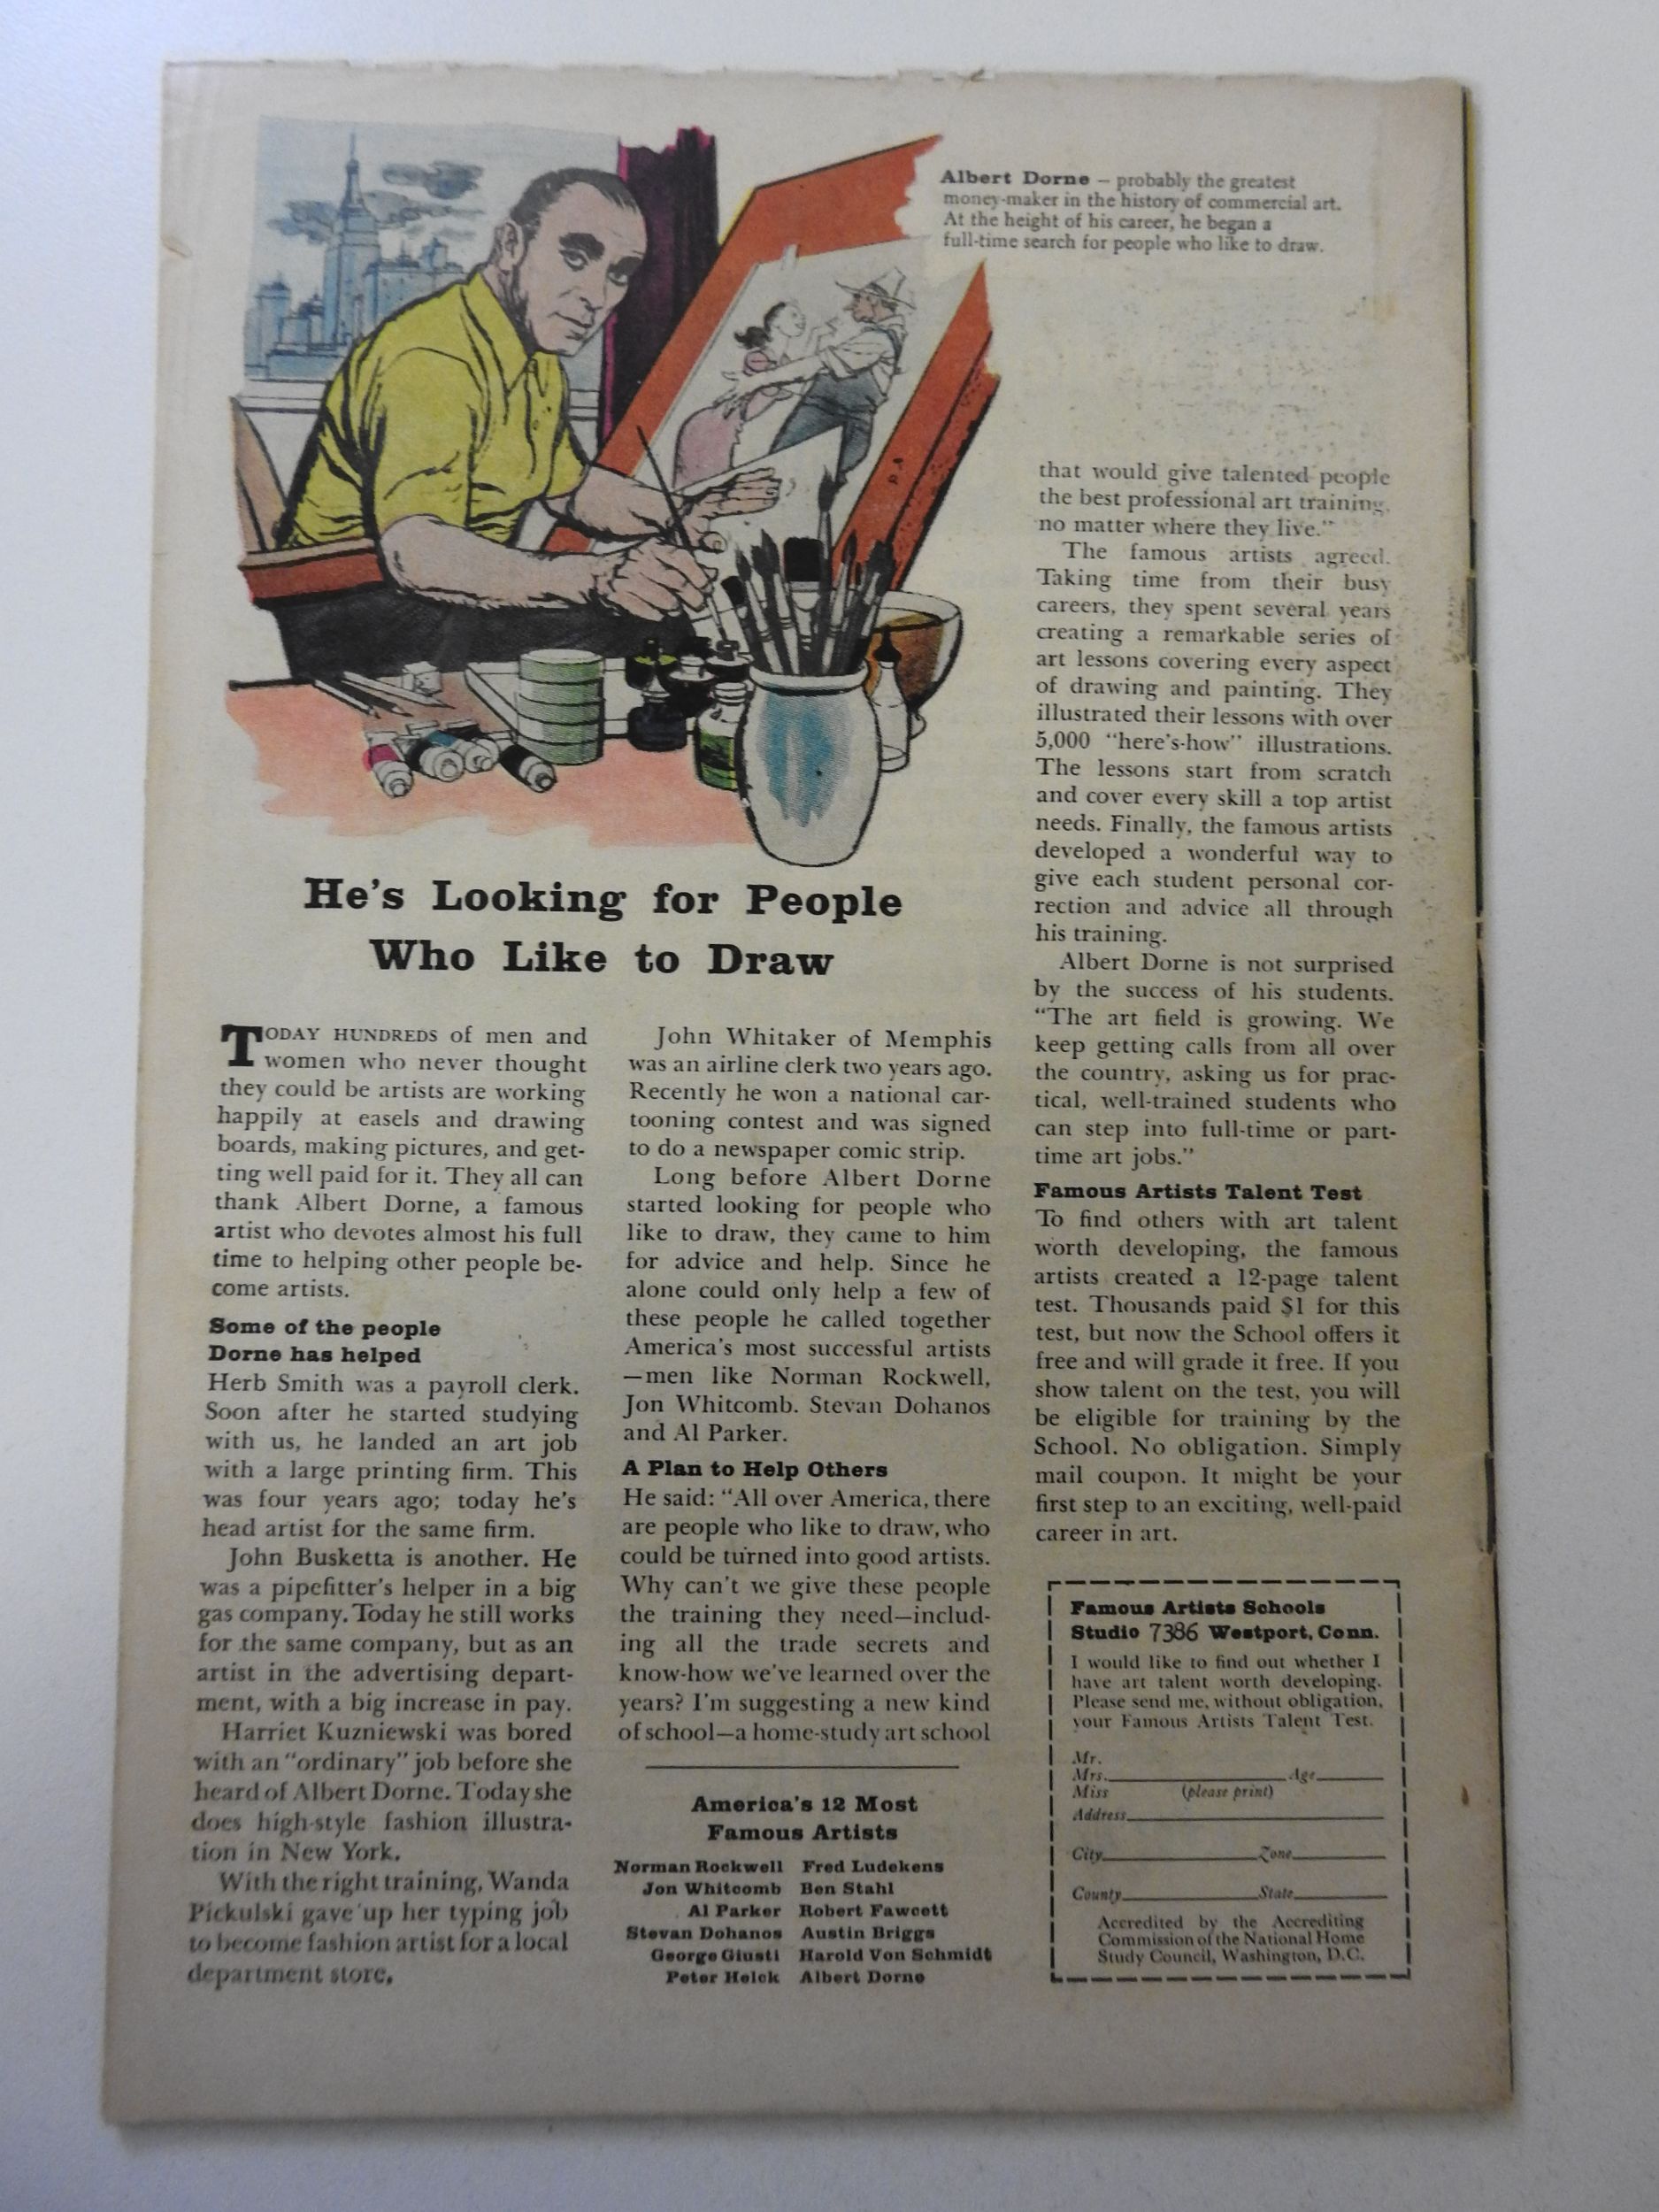 Albert Dorne – probably the greatest
money-maker in the history of commercial art.
At the height of his career, he began a
full-time search for people who like to draw.
He's Looking for People
Who Like to Draw
TODAY HUNDREDS of men and
women who never thought
they could be artists are working
happily at easels and drawing
boards, making pictures, and get-
ting well paid for it. They all can
thank Albert Dorne, a famous
artist who devotes almost his full
time to helping other people be-
come artists.
Some of the people
Dorne has helped
Herb Smith was a payroll clerk.
Soon after he started studying
with us, he landed an art job
with a large printing firm. This
was four years ago; today he's
head artist for the same firm.
John Busketta is another. He
was a pipefitter's helper in a big
gas company. Today he still works
for the same company, but as an
artist in the advertising depart-
ment, with a big increase in pay.
Harriet Kuzniewski was bored
with an "ordinary" job before she
heard of Albert Dorne. Today she
does high-style fashion illustra-
tion in New York.
With the right training, Wanda
Pickulski gave up her typing job
to become fashion artist for a local
department store.
John Whitaker of Memphis
was an airline clerk two years ago.
Recently he won a national car-
tooning contest and was signed
to do a newspaper comic strip.
Long before Albert Dorne
started looking for people who
like to draw, they came to him
for advice and help. Since he
alone could only help a few of
these people he called together
America's most successful artists
—men like Norman Rockwell,
Jon Whitcomb. Stevan Dohanos
and Al Parker.
A Plan to Help Others
He said: "All over America, there
are people who like to draw, who
could be turned into good artists.
Why can't we give these people
the training they need—includ-
ing all the trade secrets and
know-how we've learned over the
years? I'm suggesting a new kind
of school—a home-study art school
America's 12 Most
Famous Artists
Norman Rockwell Fred Ludekens
Jon Whitcomb Ben Stahl
Al Parker Robert Fawcett
Stevan Dohanos Austin Briggs
George Giusti Harold Von Schmidt
Peter Helck Albert Dorne
that would give talented people
the best professional art training,
no matter where they live."
The famous artists agreed.
Taking time from their busy
careers, they spent several years
creating a remarkable series of
art lessons covering every aspect
of drawing and painting. They
illustrated their lessons with over
5,000 "here's-how" illustrations.
The lessons start from scratch
and cover every skill a top artist
needs. Finally, the famous artists
developed a wonderful way to
give each student personal cor-
rection and advice all through
his training.
Albert Dorne is not surprised
by the success of his students.
"The art field is growing. We
keep getting calls from all over
the country, asking us for prac-
tical, well-trained students who
can step into full-time or part-
time art jobs."
Famous Artists Talent Test
To find others with art talent
worth developing, the famous
artists created a 12-page talent
test. Thousands paid $1 for this
test, but now the School offers it
free and will grade it free. If you
show talent on the test, you will
be eligible for training by the
School. No obligation. Simply
mail coupon. It might be your
first step to an exciting, well-paid
career in art.
Famous Artists Schools
Studio 7386 Westport, Conn.
I would like to find out whether I
have art talent worth developing.
Please send me, without obligation,
your Famous Artists Talent Test.
Mr.
Mrs. Age
Miss (please print)
Address
City Zone
County State
Accredited by the Accrediting
Commission of the National Home
Study Council, Washington, D.C.